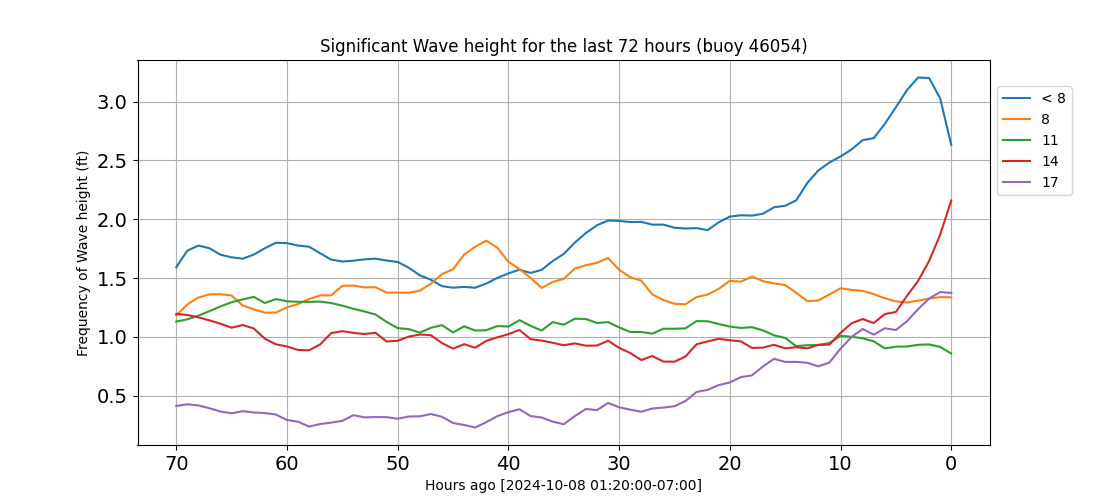 Significant Wave height for the last 72 hours (buoy 46054)
Frequency of Wave height (ft)
3.0
2.5
2.0
1.5
1.0
0.5
70 60 50 40 30 20 10 0
Hours ago [2024-10-08 01:20:00-07:00]
< 8
8
11
14
17